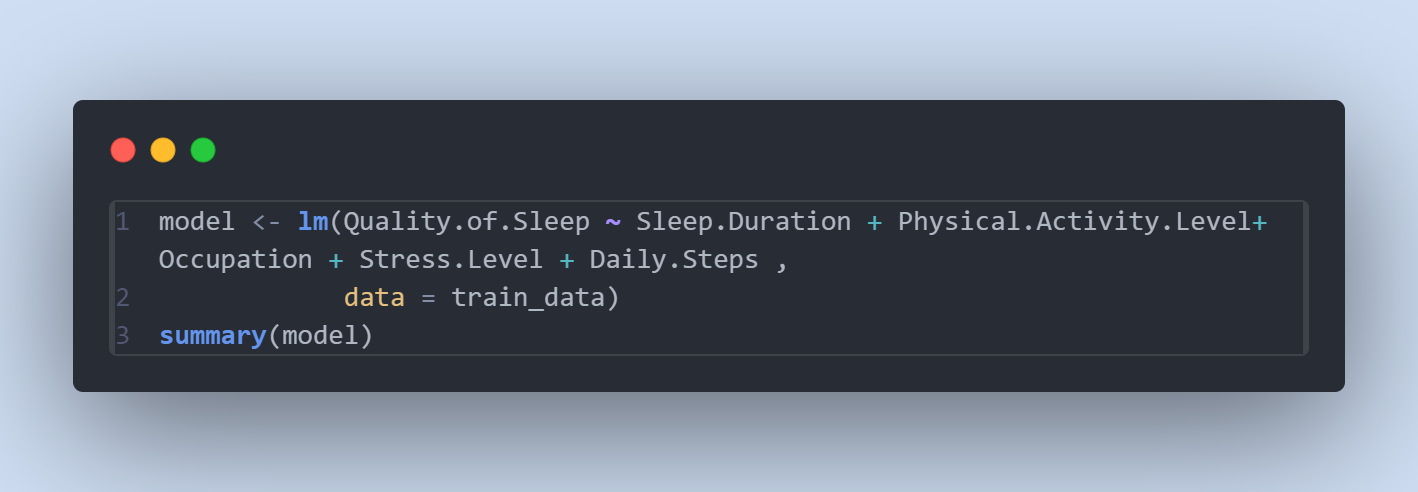 1 model <- lm(Quality.of.Sleep ~ Sleep.Duration + Physical.Activity.Level+
Occupation + Stress.Level + Daily.Steps ,
2             data = train_data)
3 summary(model)